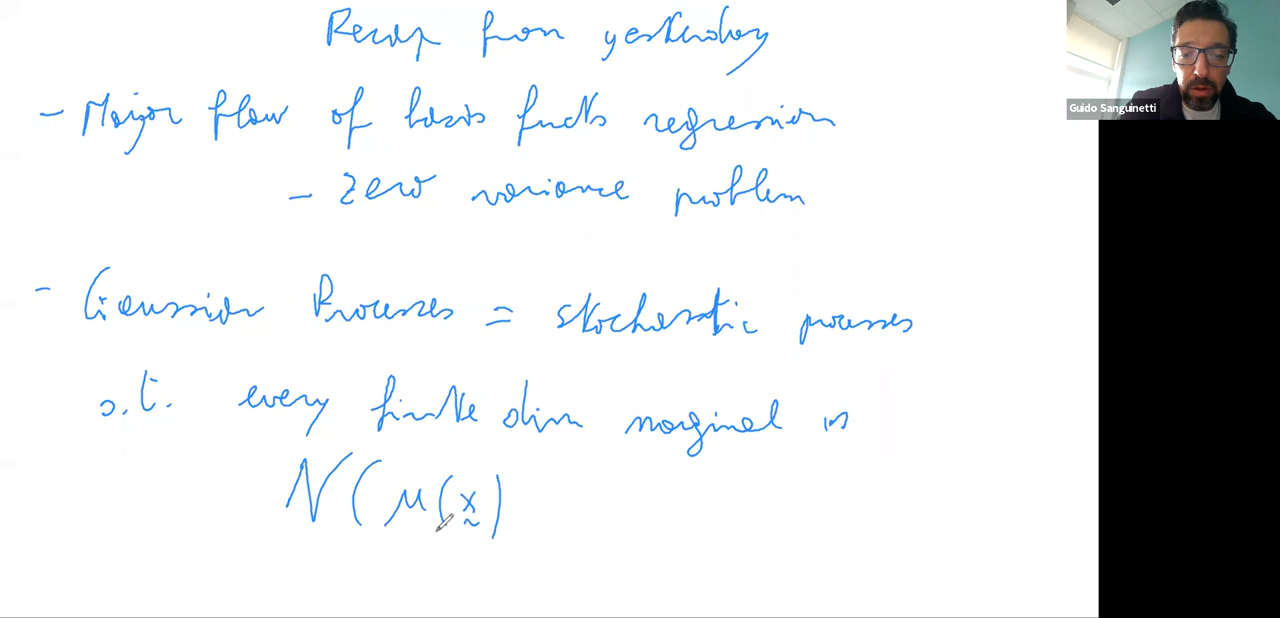 Recap from yesterday
- Major flaw of basis functs regression
- zero variance problem
- Gaussian Processes = stochastic processes
s.t. every finite dim marginal is
N(μ(x)
Guido Sanguinetti